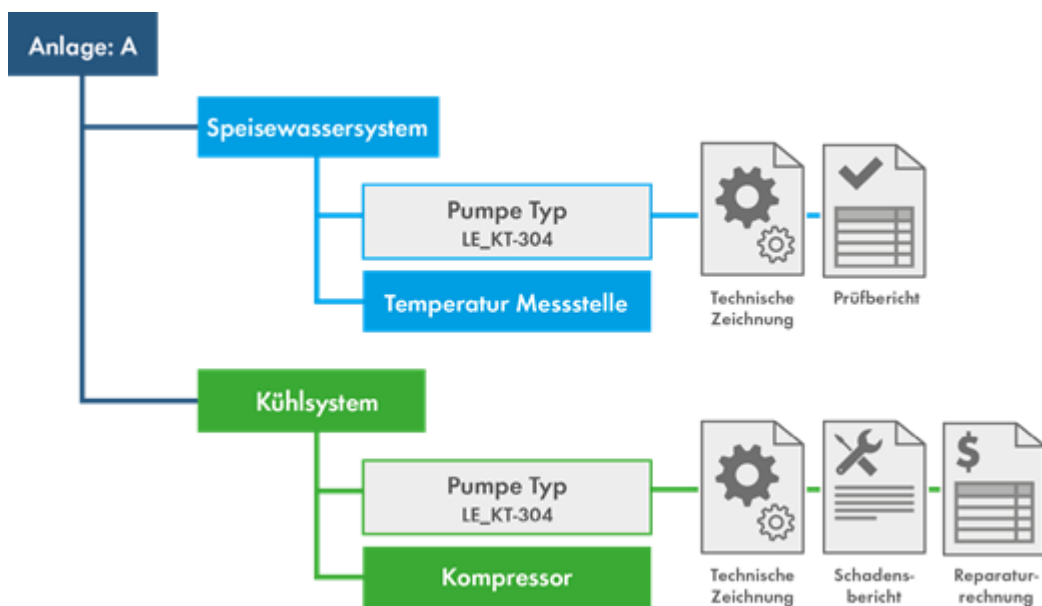 Anlage: A
Speisewassersystem
Pumpe Typ
LE_KT-304
Temperatur Messstelle
Technische
Zeichnung
Prüfbericht
Kühlsystem
$
Pumpe Typ
LE_KT-304
Kompressor
Technische
Zeichnung
Schadens-
bericht
Reparatur-
rechnung